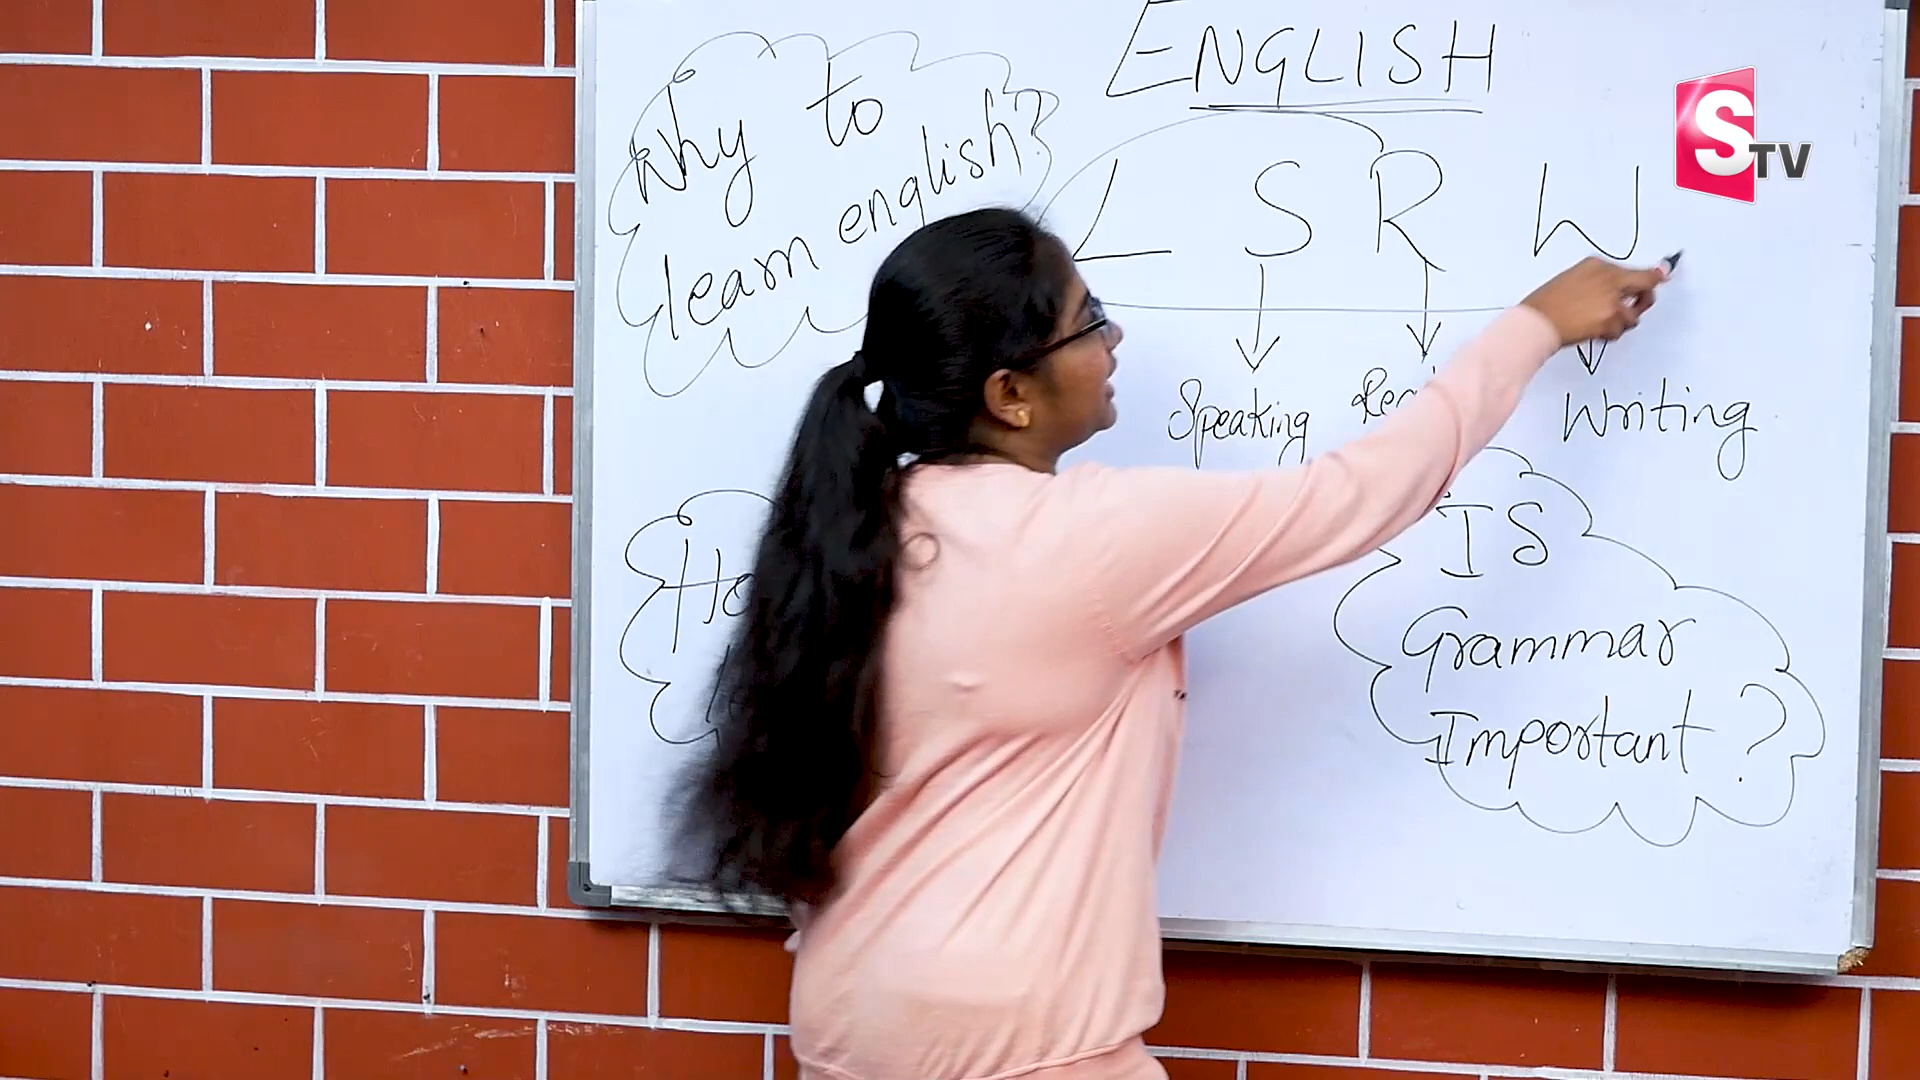 ENGLISH
Why to
learn english?
L S R W
Speaking
Writing
IS
Grammar
Important?
STV